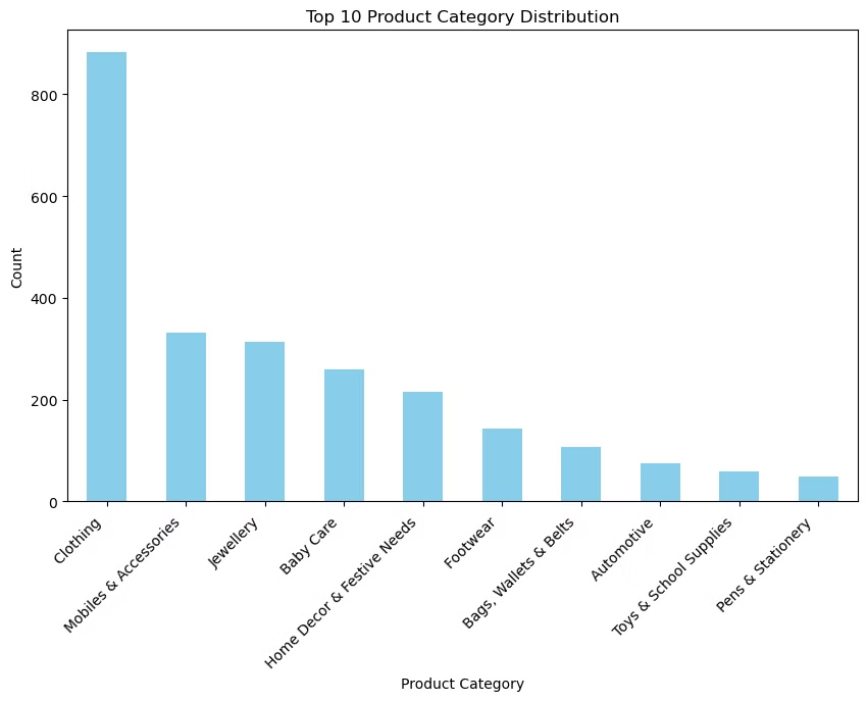 Top 10 Product Category Distribution
Count
800
600
400
200
0
Clothing
Mobiles & Accessories
Jewellery
Baby Care
Home Decor & Festive Needs
Footwear
Bags, Wallets & Belts
Automotive
Toys & School Supplies
Pens & Stationery
Product Category